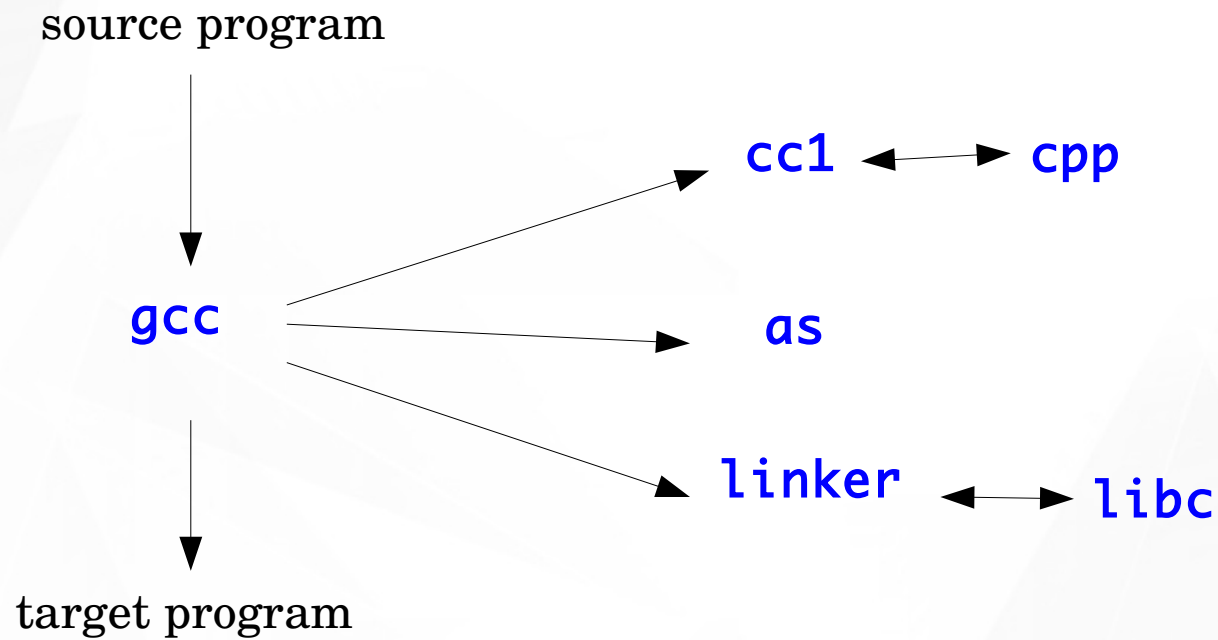 source program
cc1
cpp
gcc
as
linker
libc
target program